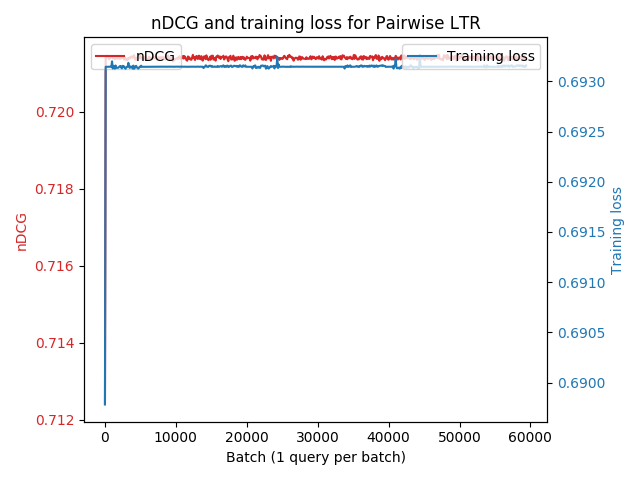 nDCG and training loss for Pairwise LTR
nDCG
Training loss
0.720
0.718
0.716
0.714
0.712
nDCG
0.6930
0.6925
0.6920
0.6915
0.6910
0.6905
0.6900
Training loss
0 10000 20000 30000 40000 50000 60000
Batch (1 query per batch)